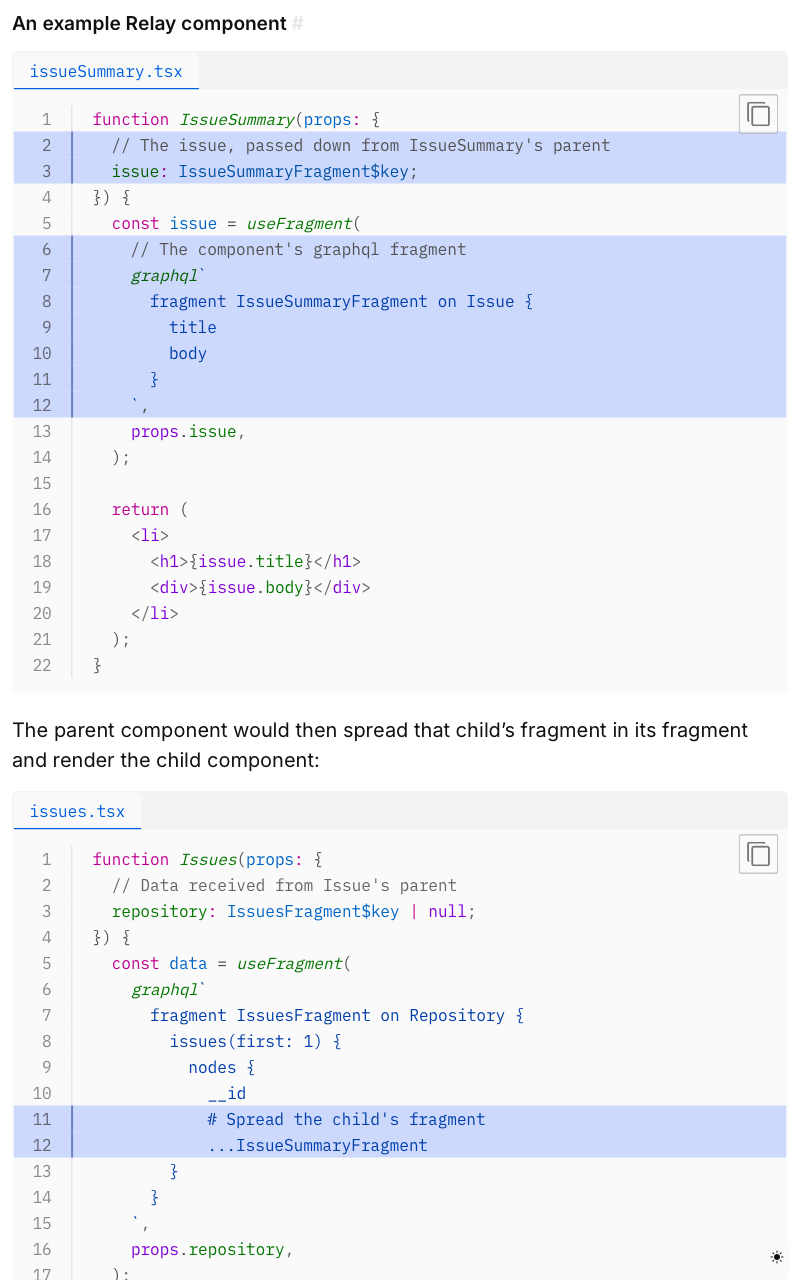 An example Relay component #
issueSummary.tsx
1 function IssueSummary(props: {
2   // The issue, passed down from IssueSummary's parent
3   issue: IssueSummaryFragment$key;
4 }) {
5   const issue = useFragment(
6     // The component's graphql fragment
7     graphql`
8       fragment IssueSummaryFragment on Issue {
9         title
10         body
11       }
12     `,
13     props.issue,
14   );
15
16   return (
17     <li>
18       <h1>{issue.title}</h1>
19       <div>{issue.body}</div>
20     </li>
21   );
22 }
The parent component would then spread that child’s fragment in its fragment
and render the child component:
issues.tsx
1 function Issues(props: {
2   // Data received from Issue's parent
3   repository: IssuesFragment$key | null;
4 }) {
5   const data = useFragment(
6     graphql`
7       fragment IssuesFragment on Repository {
8         issues(first: 1) {
9           nodes {
10             __id
11             # Spread the child's fragment
12             ...IssueSummaryFragment
13         }
14       }
15     `,
16     props.repository,
17   );